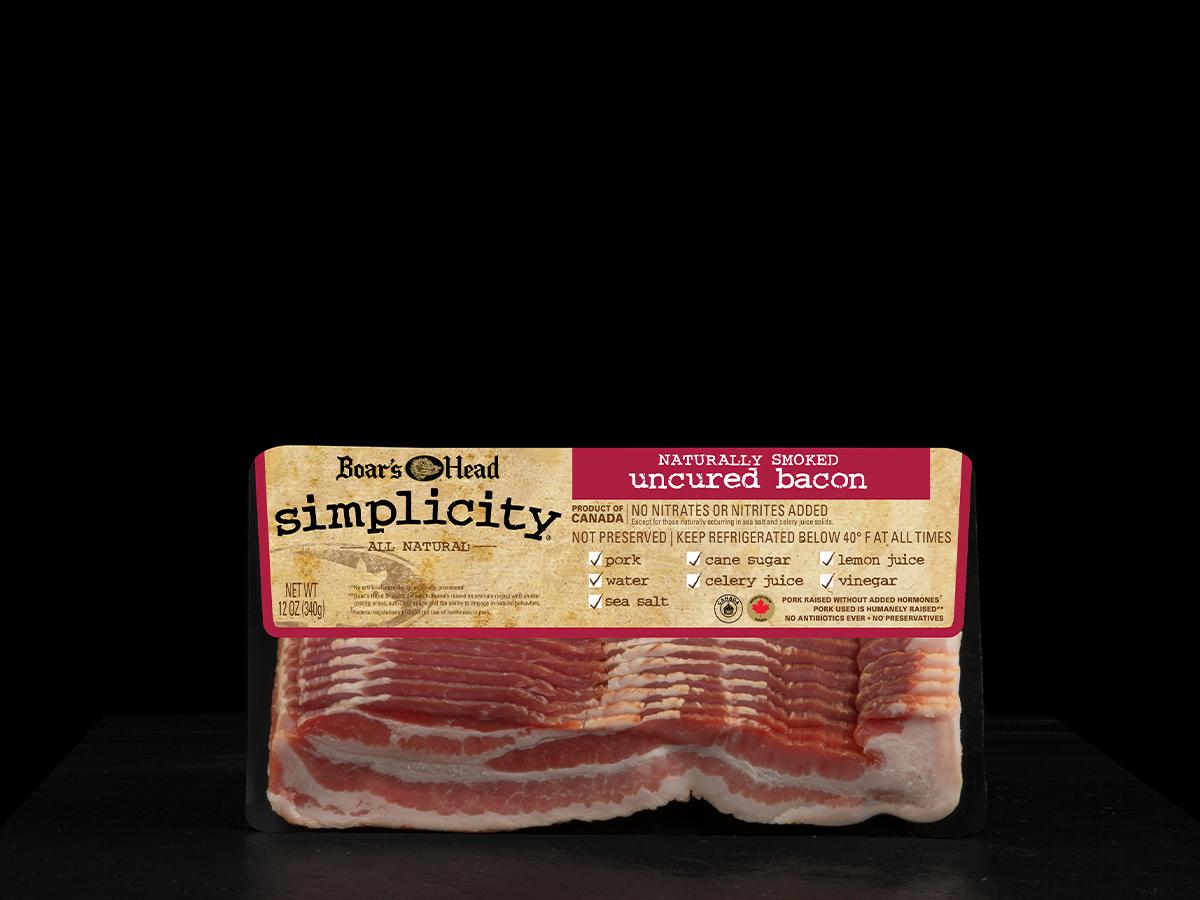 Boar's Head
simplicity®
ALL NATURAL
NET WT
12 OZ (340g)
NATURALLY SMOKED
uncured bacon
PRODUCT OF
CANADA
NO NITRATES OR NITRITES ADDED
Except for those naturally occurring in sea salt and celery juice solids.
NOT PRESERVED | KEEP REFRIGERATED BELOW 40° F AT ALL TIMES
pork
cane sugar
lemon juice
water
celery juice
vinegar
sea salt
CANADA
PORK RAISED WITHOUT ADDED HORMONES†
PORK USED IS HUMANELY RAISED**
NO ANTIBIOTICS EVER • NO PRESERVATIVES